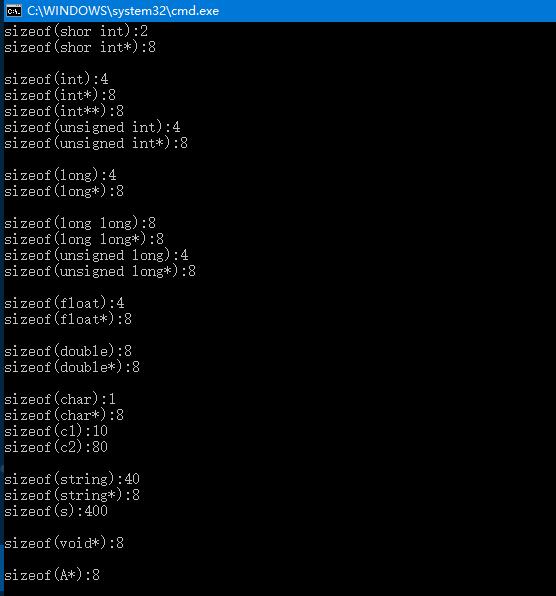 C:\WINDOWS\system32\cmd.exe
sizeof(shor int):2
sizeof(shor int*):8
sizeof(int):4
sizeof(int*):8
sizeof(int**):8
sizeof(unsigned int):4
sizeof(unsigned int*):8
sizeof(long):4
sizeof(long*):8
sizeof(long long):8
sizeof(long long*):8
sizeof(unsigned long):4
sizeof(unsigned long*):8
sizeof(float):4
sizeof(float*):8
sizeof(double):8
sizeof(double*):8
sizeof(char):1
sizeof(char*):8
sizeof(c1):10
sizeof(c2):80
sizeof(string):40
sizeof(string*):8
sizeof(s):400
sizeof(void*):8
sizeof(A*):8